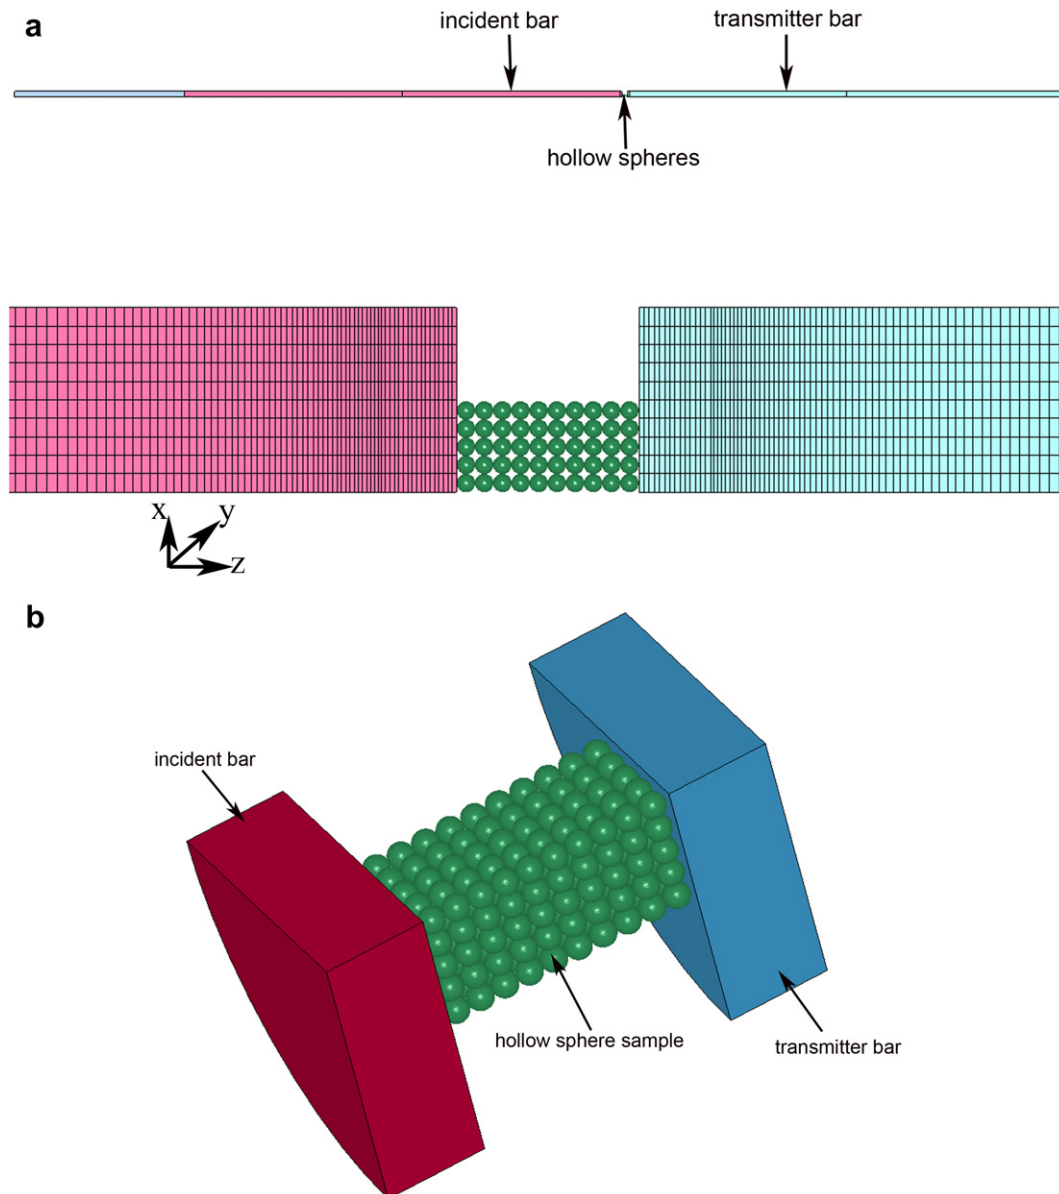 a
incident bar
transmitter bar
hollow spheres
x
y
z
b
incident bar
hollow sphere sample
transmitter bar